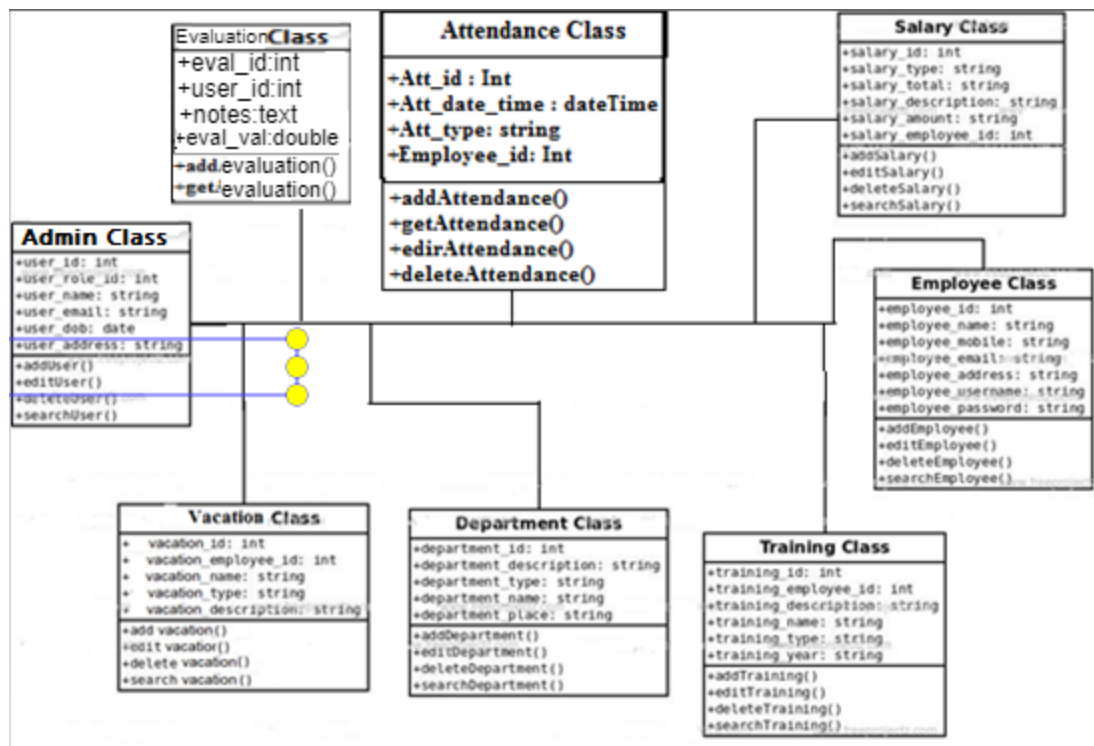 EvaluationClass
+eval_id:int
+user_id:int
+notes:text
+eval_val:double
+add.evaluation()
+get.evaluation()
Attendance Class
+Att_id : Int
+Att_date_time : dateTime
+Att_type: string
+Employee_id: Int
+addAttendance()
+getAttendance()
+edirAttendance()
+deleteAttendance()
Salary Class
+salary_id: int
+salary_type: string
+salary_total: string
+salary_description: string
+salary_amount: string
+salary_employee_id: int
+addSalary()
+editSalary()
+deleteSalary()
+searchSalary()
Admin Class
+user_id: int
+user_role_id: int
+user_name: string
+user_email: string
+user_dob: date
+user_address: string
+addUser()
+editUser()
+deleteUser()
+searchUser()
Employee Class
+employee_id: int
+employee_name: string
+employee_mobile: string
+employee_email: string
+employee_address: string
+employee_username: string
+employee_password: string
+addEmployee()
+editEmployee()
+deleteEmployee()
+searchEmployee()
Vacation Class
+ vacation_id: int
+ vacation_employee_id: int
+ vacation_name: string
+ vacation_type: string
+ vacation_description: string
+add vacation()
+edit vacatior()
+delete vacation()
+search vacation()
Department Class
+department_id: int
+department_description: string
+department_type: string
+department_name: string
+department_place: string
+addDepartment()
+editDepartment()
+deleteDepartment()
+searchDepartment()
Training Class
+training_id: int
+training_employee_id: int
+training_description: string
+training_name: string
+training_type: string
+training_year: string
+addTraining()
+editTraining()
+deleteTraining()
+searchTraining()